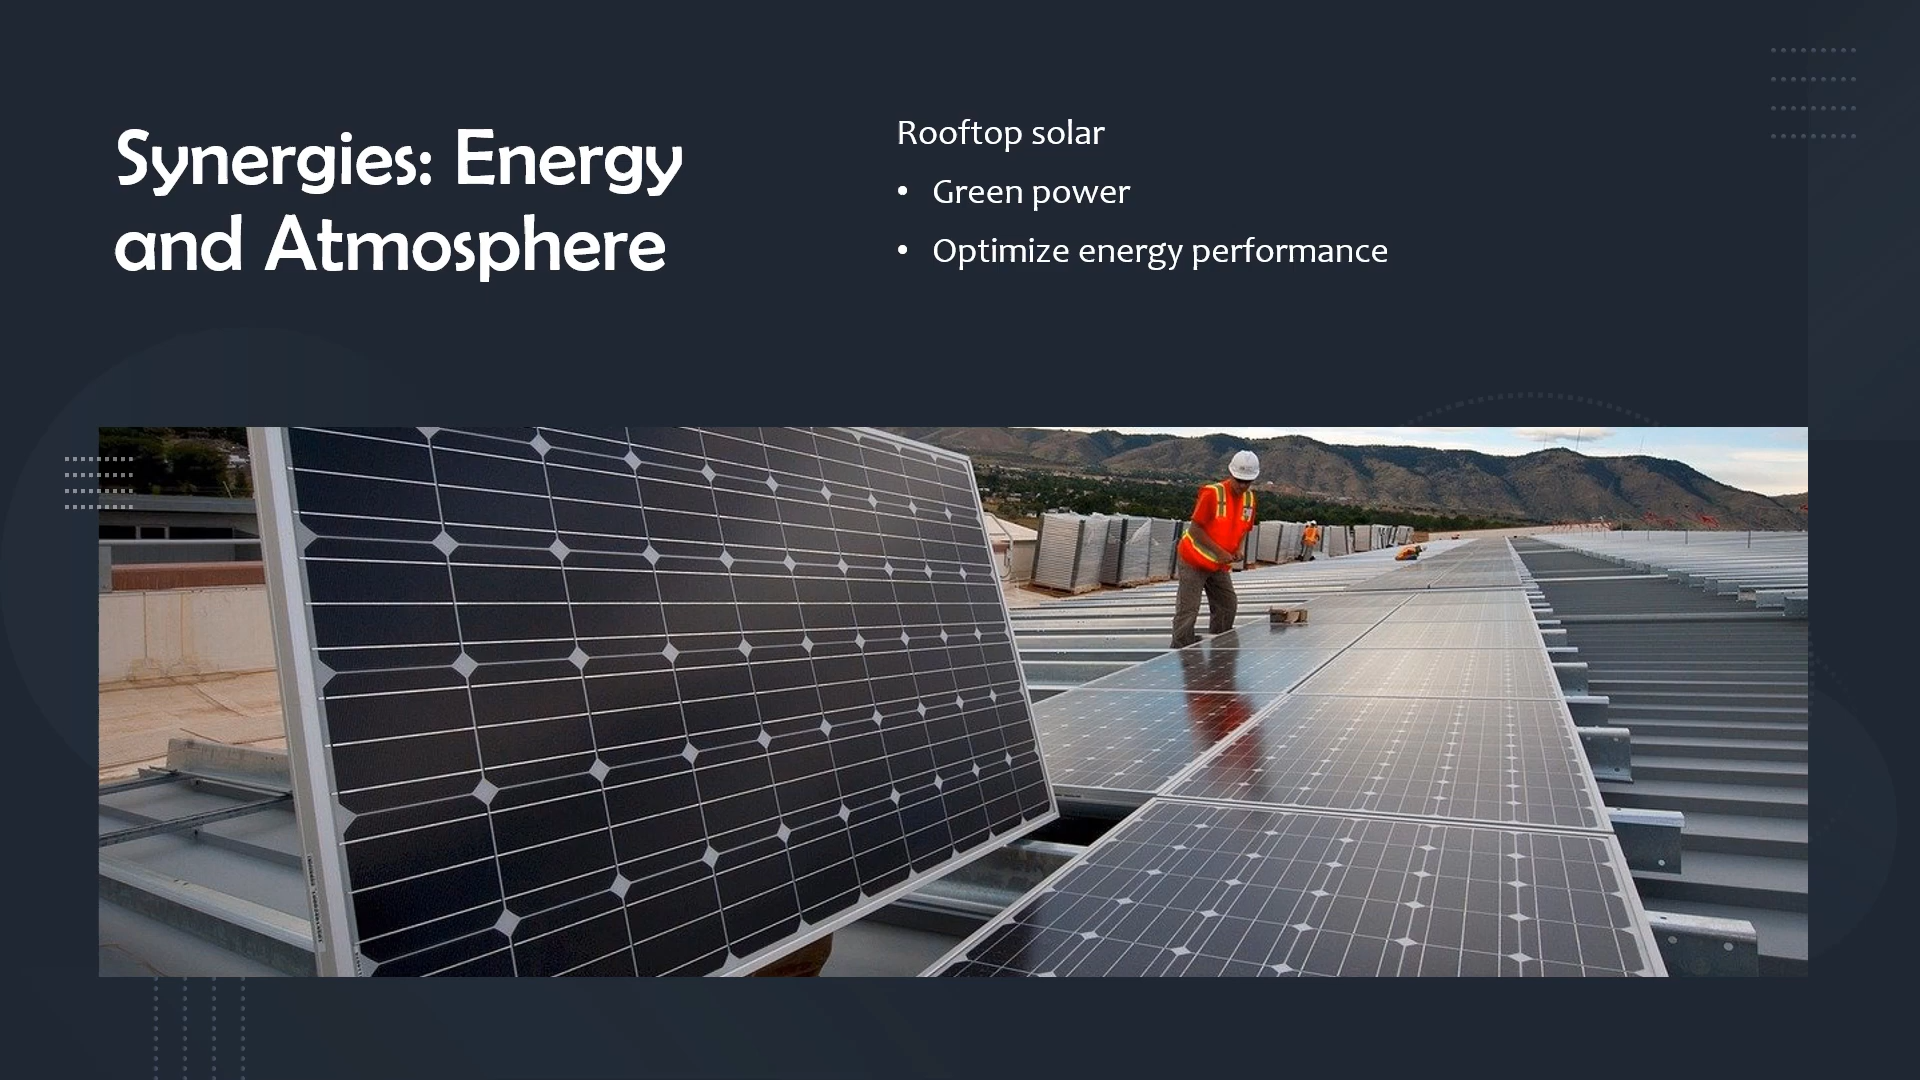 Synergies: Energy
and Atmosphere
Rooftop solar
• Green power
• Optimize energy performance